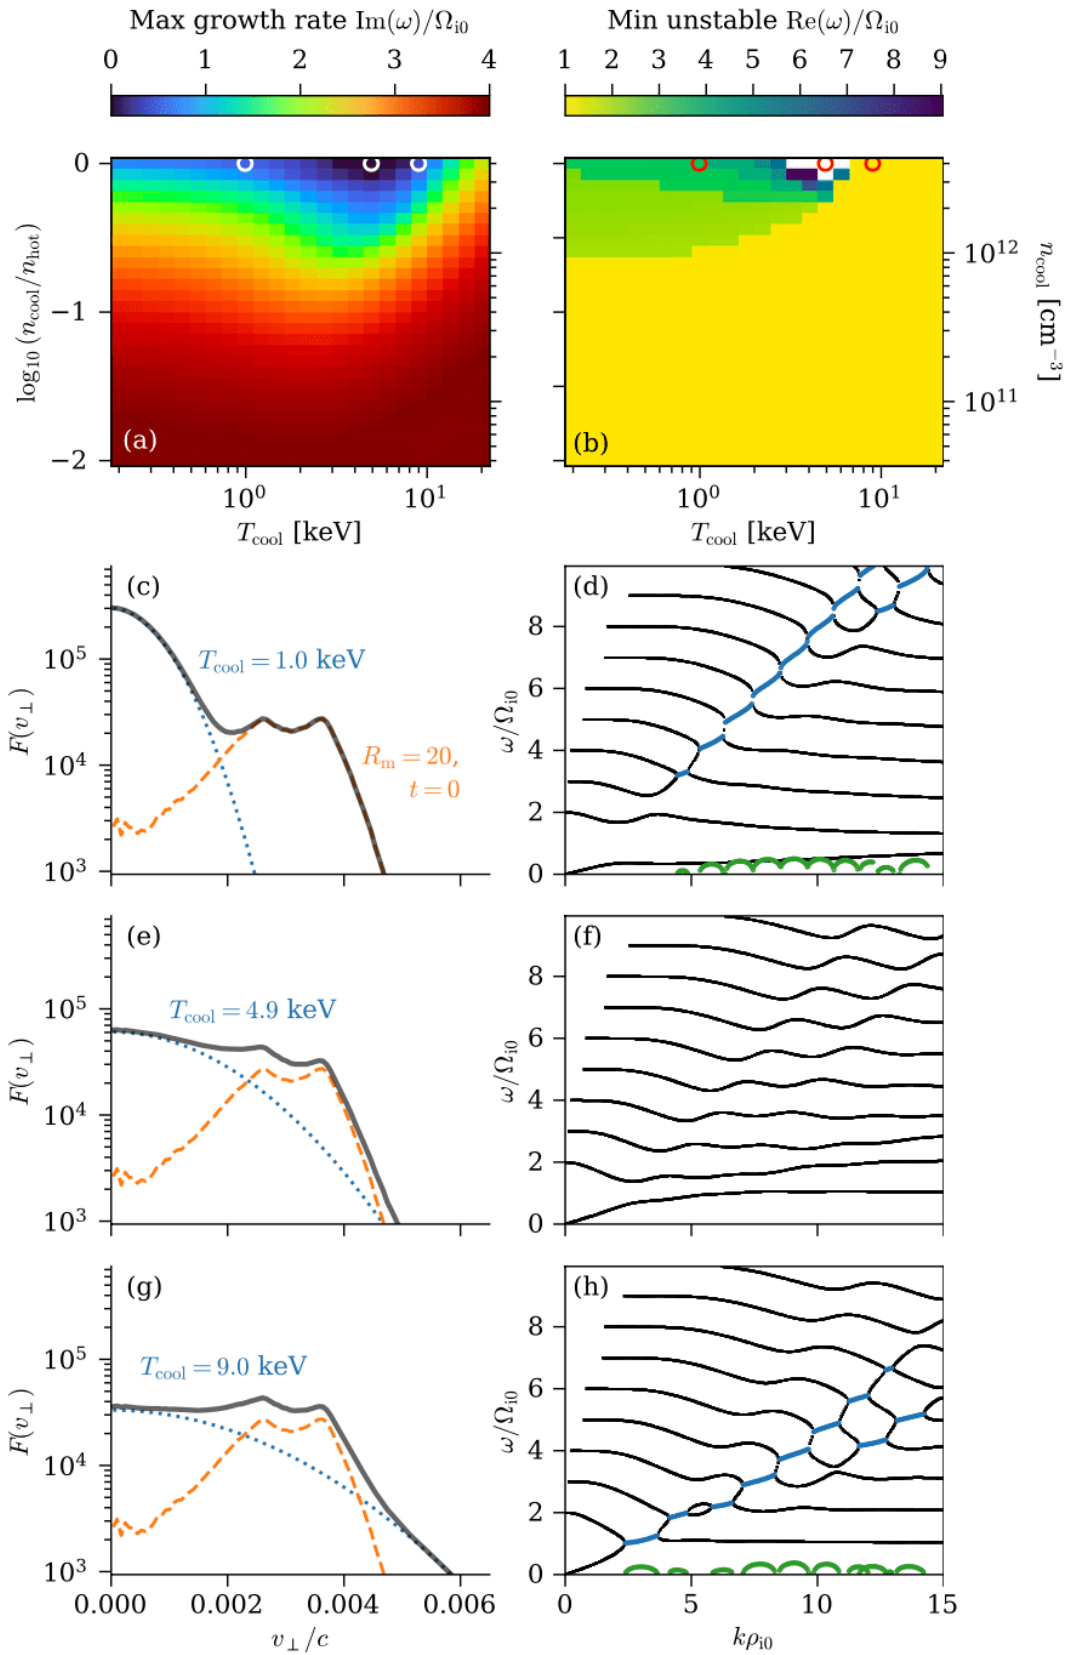 Max growth rate Im(ω)/Ωi0
Min unstable Re(ω)/Ωi0
0 1 2 3 4
1 2 3 4 5 6 7 8 9
0
−1
−2
log10 (ncool/nhot)
(a)
10^0 10^1
Tcool [keV]
(b)
10^12
10^11
ncool [cm^−3]
10^0 10^1
Tcool [keV]
(c)
10^5
10^4
10^3
F(v⊥)
Tcool = 1.0 keV
Rm = 20,
t = 0
(d)
8
6
4
2
0
ω/Ωi0
(e)
10^5
10^4
10^3
F(v⊥)
Tcool = 4.9 keV
(f)
8
6
4
2
0
ω/Ωi0
(g)
10^5
10^4
10^3
F(v⊥)
Tcool = 9.0 keV
0.000 0.002 0.004 0.006
v⊥/c
(h)
8
6
4
2
0
ω/Ωi0
0 5 10 15
kρi0